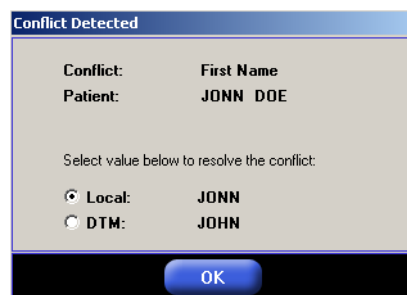 Conflict Detected
Conflict: First Name
Patient: JONN DOE
Select value below to resolve the conflict:
Local: JONN
DTM: JOHN
OK